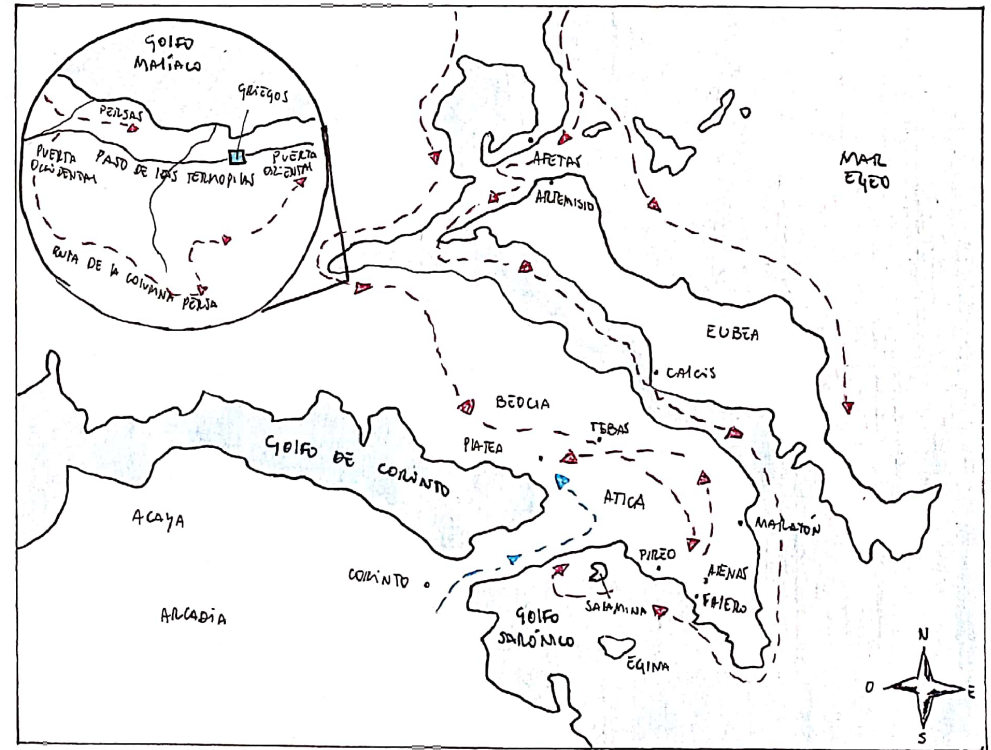 GOLFO
MALÍACO
GRIEGOS
PERSAS
PUERTA
OCCIDENTAL
PASO DE LAS TERMOPILAS
PUERTA
ORIENTAL
RUTA DE LA COLUMNA PERSA
AFETAS
ARTEMISIO
MAR
EGEO
EUBEA
CALCIS
BEOCIA
TEBAS
PLATEA
GOLFO DE CORINTO
ATICA
ACAYA
MARATÓN
PIREO
ATENAS
CORINTO
FALERO
SALAMINA
ARCADIA
GOLFO
SARÓNICO
EGINA
N
O
E
S